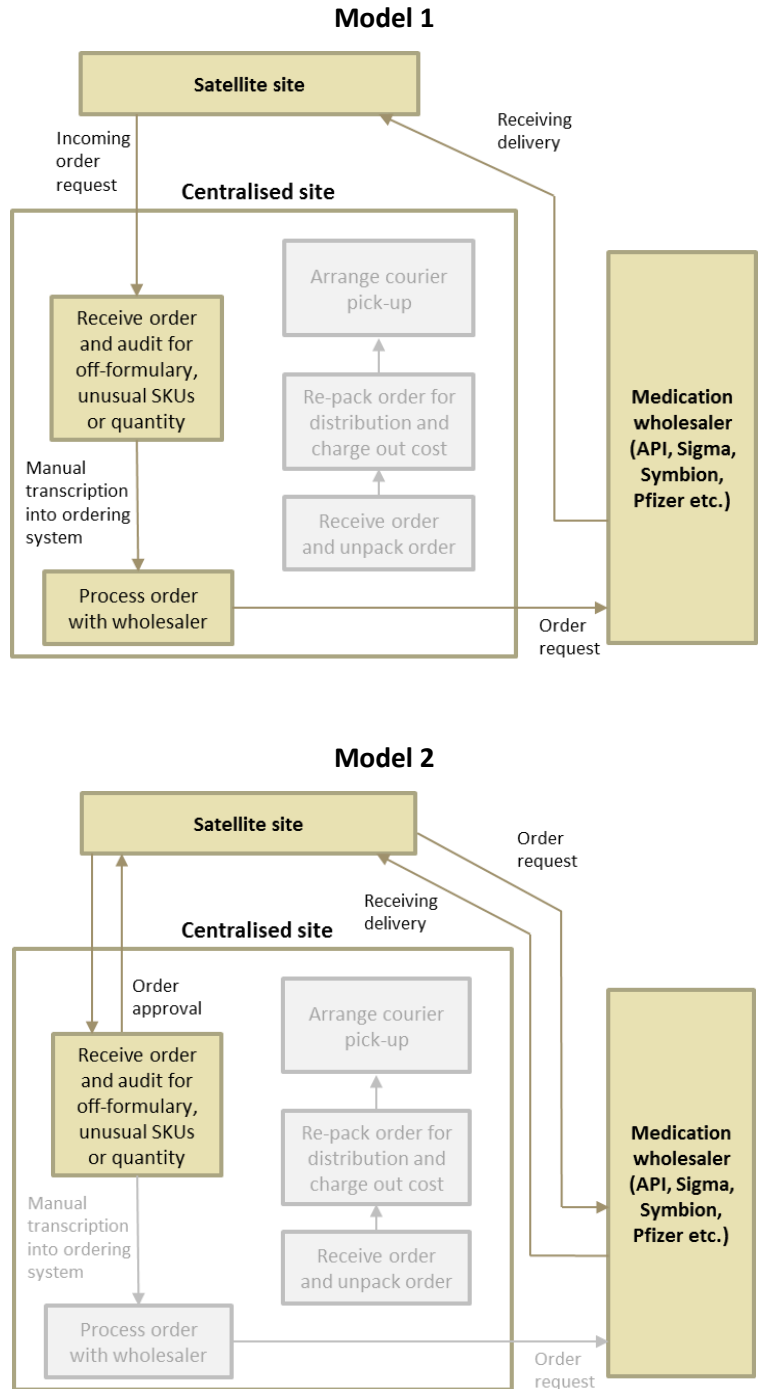 Model 1
Satellite site
Incoming
order
request
Receiving
delivery
Centralised site
Receive order
and audit for
off-formulary,
unusual SKUs
or quantity
Arrange courier
pick-up
Re-pack order for
distribution and
charge out cost
Receive order
and unpack order
Manual
transcription
into ordering
system
Process order
with wholesaler
Order
request
Medication
wholesaler
(API, Sigma,
Symbion,
Pfizer etc.)
Model 2
Satellite site
Order
request
Receiving
delivery
Centralised site
Order
approval
Receive order
and audit for
off-formulary,
unusual SKUs
or quantity
Arrange courier
pick-up
Re-pack order for
distribution and
charge out cost
Receive order
and unpack order
Manual
transcription
into ordering
system
Process order
with wholesaler
Order
request
Medication
wholesaler
(API, Sigma,
Symbion,
Pfizer etc.)